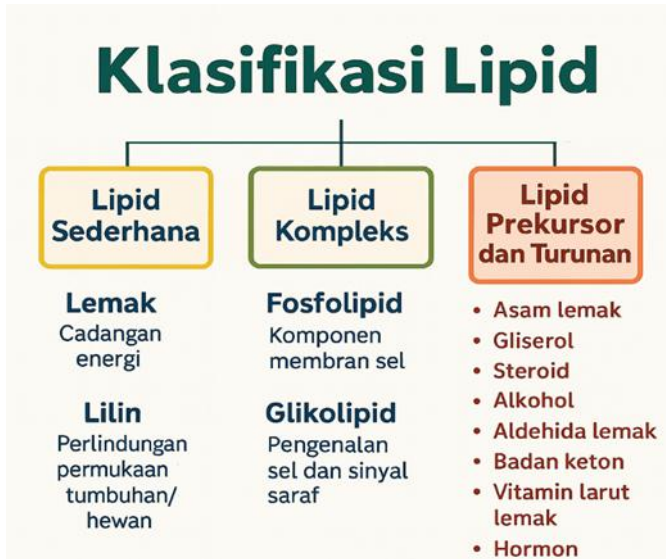 Klasifikasi Lipid
Lipid
Sederhana
Lemak
Cadangan
energi
Lilin
Perlindungan
permukaan
tumbuhan/
hewan
Lipid
Kompleks
Fosfolipid
Komponen
membran sel
Glikolipid
Pengenalan
sel dan sinyal
saraf
Lipid
Prekursor
dan Turunan
• Asam lemak
• Gliserol
• Steroid
• Alkohol
• Aldehida lemak
• Badan keton
• Vitamin larut
lemak
• Hormon